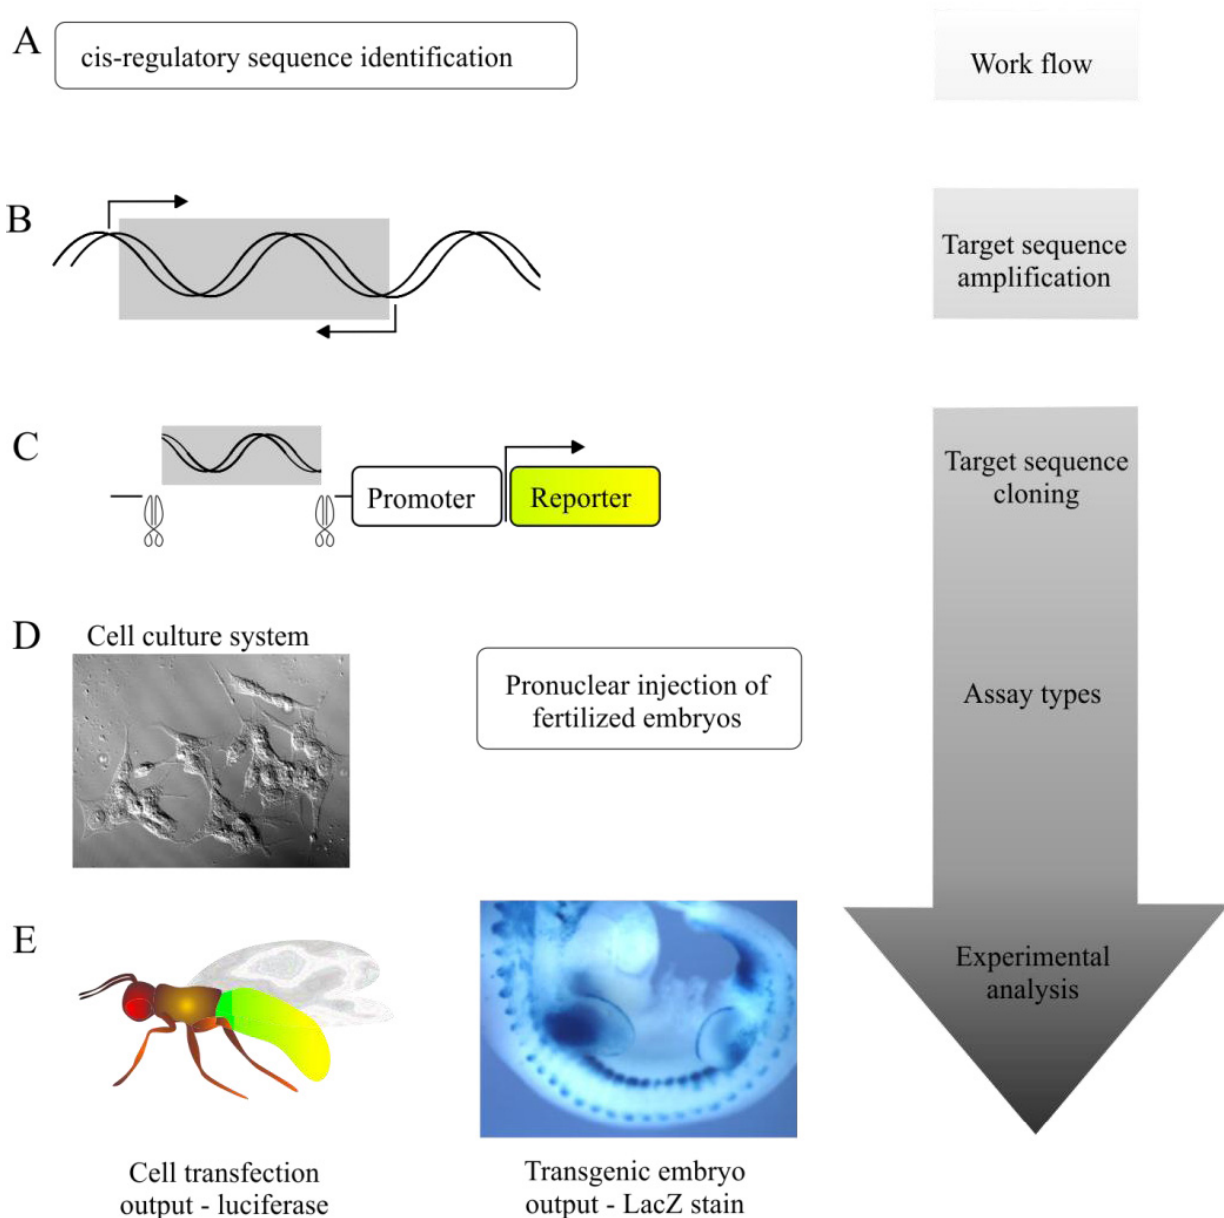 A
cis-regulatory sequence identification
Work flow
B
Target sequence
amplification
C
Promoter
Reporter
Target sequence
cloning
D
Cell culture system
Pronuclear injection of
fertilized embryos
Assay types
E
Experimental
analysis
Cell transfection
output - luciferase
Transgenic embryo
output - LacZ stain